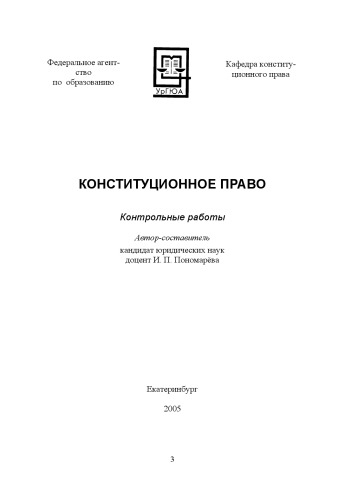 Федеральное агент-
ство
по образованию
УрГЮА
Кафедра конститу-
ционного права
КОНСТИТУЦИОННОЕ ПРАВО
Контрольные работы
Автор-составитель
кандидат юридических наук
доцент И. П. Пономарёва
Екатеринбург
2005
3